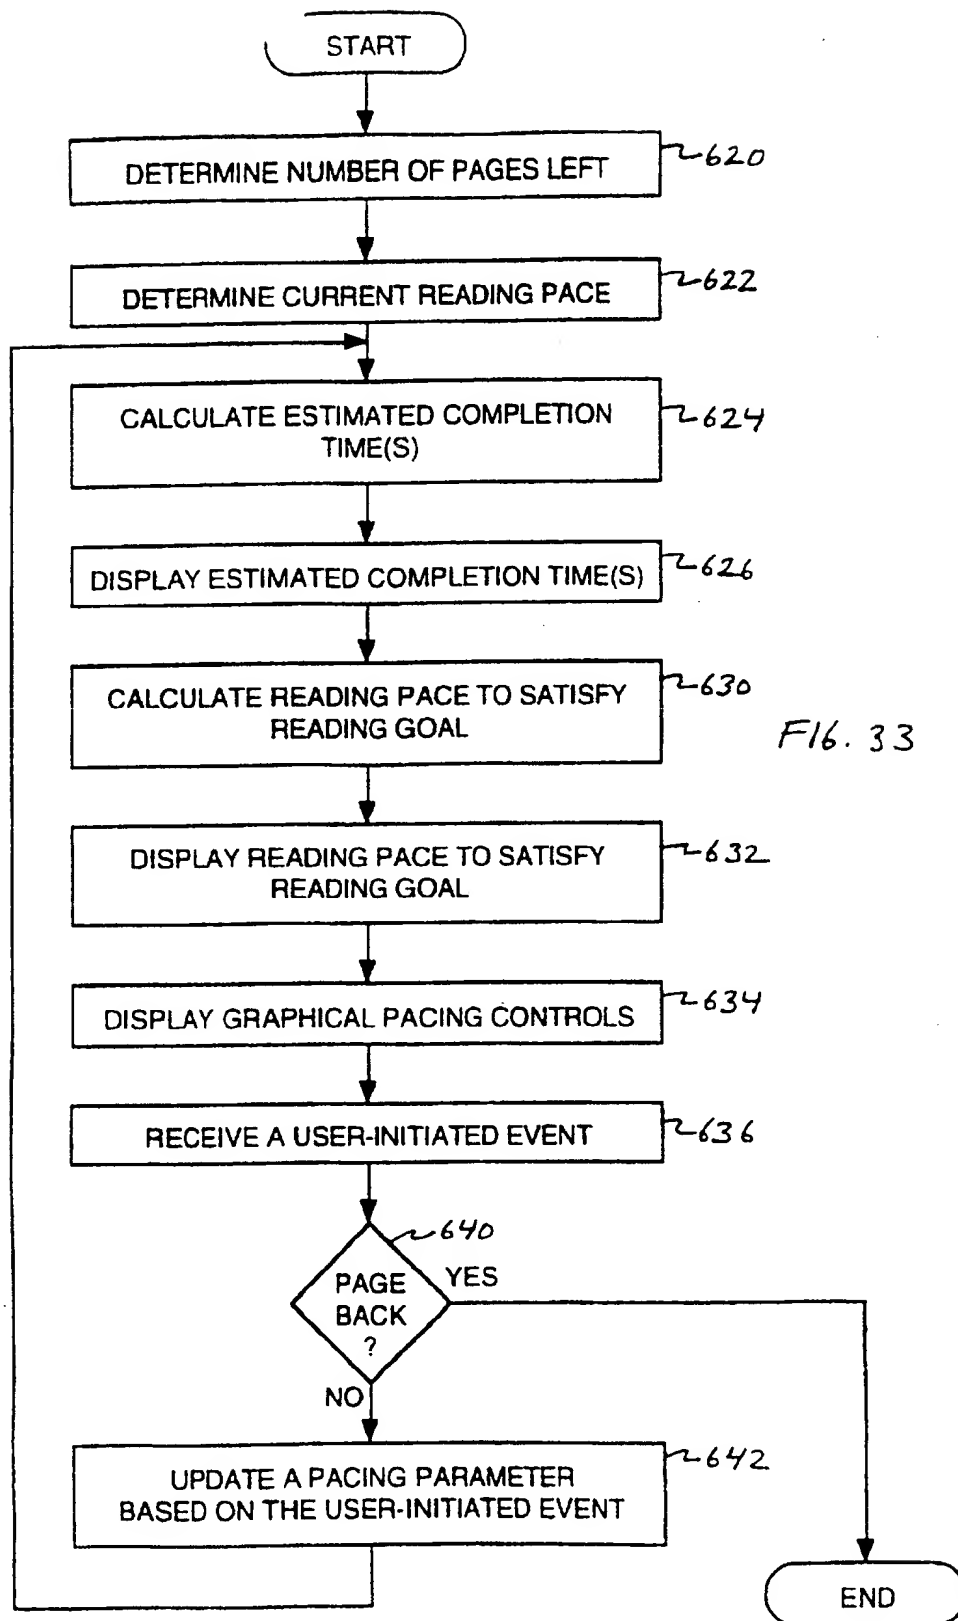 START
DETERMINE NUMBER OF PAGES LEFT
620
DETERMINE CURRENT READING PACE
622
CALCULATE ESTIMATED COMPLETION
TIME(S)
624
DISPLAY ESTIMATED COMPLETION TIME(S)
626
CALCULATE READING PACE TO SATISFY
READING GOAL
630
FIG. 33
DISPLAY READING PACE TO SATISFY
READING GOAL
632
DISPLAY GRAPHICAL PACING CONTROLS
634
RECEIVE A USER-INITIATED EVENT
636
640
PAGE
BACK
?
YES
NO
UPDATE A PACING PARAMETER
BASED ON THE USER-INITIATED EVENT
642
END